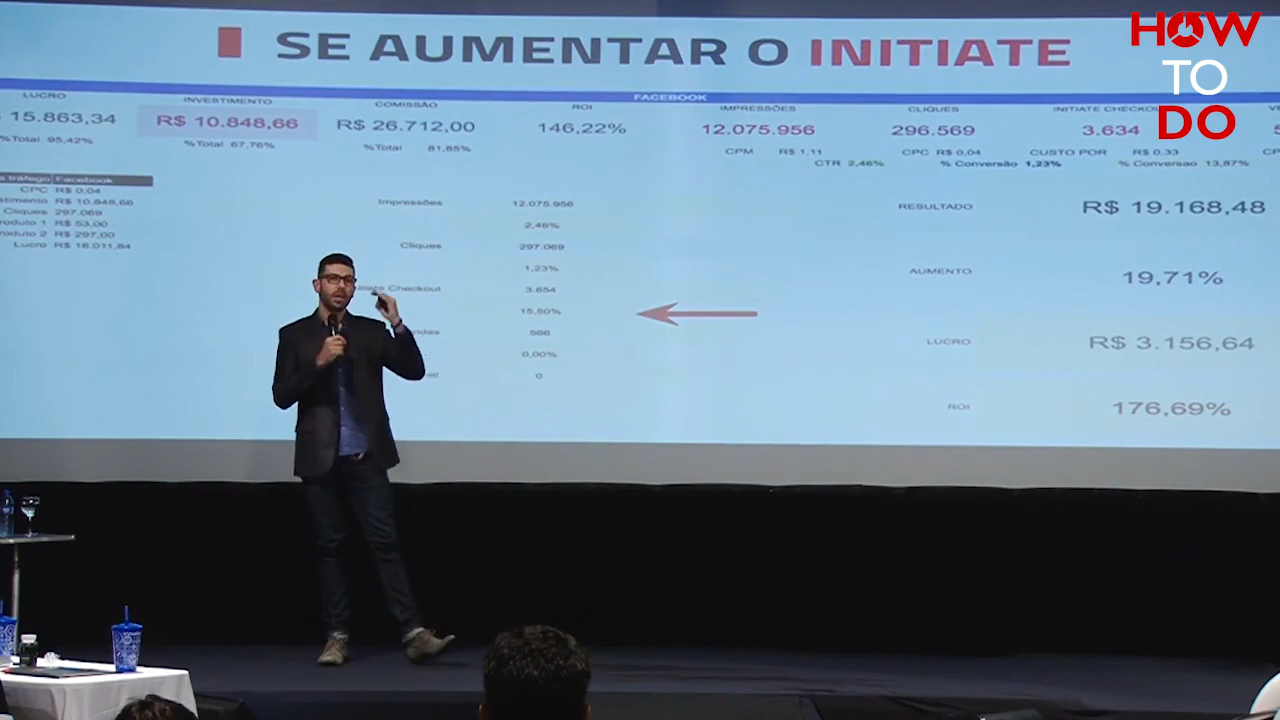 HOW
TO
DO
SE AUMENTAR O INITIATE
FACEBOOK
LUCRO INVESTIMENTO COMISSÃO ROI IMPRESSÕES CLIQUES INITIATE
15.863,34 R$ 10.848,66 R$ 26.712,00 146,22% 12.075.956 296.569 3.634
%Total 95,42% %Total 67,76% %Total 81,85% CPM R$ 1,11 CPC R$ 0,04 CUSTO POR R$ 0,33
CTR 2,46% % Conversão 1,23% % Conversao 13,87%
tráfego Facebook
CPC R$ 0,04
R$ 10.848,66
Cliques 297.069
R$ 53,00
R$ 297,00
Lucro R$ 16.011,84
Impressões 12.075.956
2,46%
Cliques 297.069
1,23%
Checkout 3.654
15,50%
566
0,00%
0
RESULTADO R$ 19.168,48
AUMENTO 19,71%
LUCRO R$ 3.156,64
ROI 176,69%